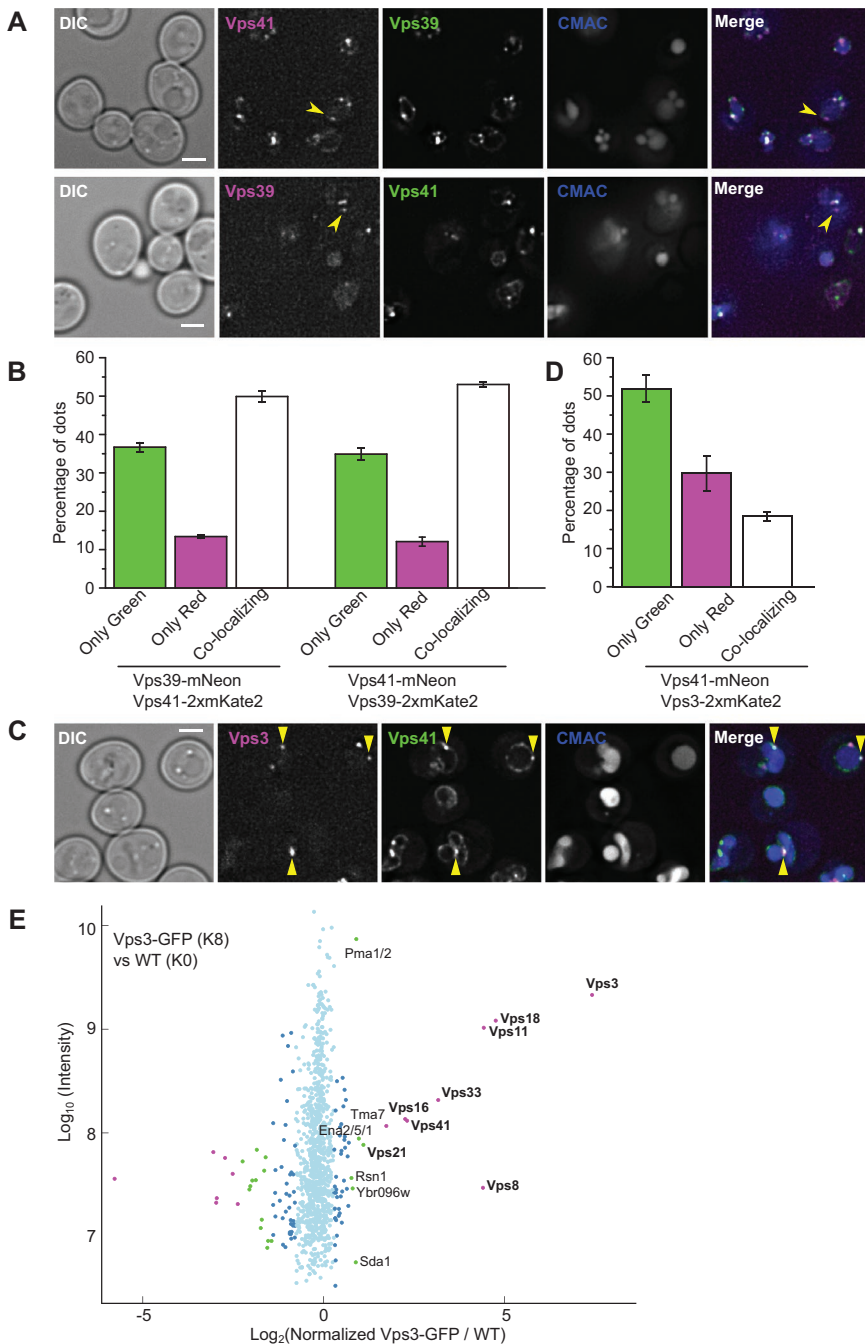 A
DIC Vps41 Vps39 CMAC Merge
DIC Vps39 Vps41 CMAC Merge
B
60
50
40
30
20
10
0
Percentage of dots
Only Green
Only Red
Co-localizing
Only Green
Only Red
Co-localizing
Vps39-mNeon
Vps41-2xmKate2
Vps41-mNeon
Vps39-2xmKate2
D
60
50
40
30
20
10
0
Percentage of dots
Only Green
Only Red
Co-localizing
Vps41-mNeon
Vps3-2xmKate2
C
DIC Vps3 Vps41 CMAC Merge
E
Vps3-GFP (K8)
vs WT (K0)
10
9
8
7
Log10 (Intensity)
Pma1/2
Vps3
Vps18
Vps11
Vps33
Tma7
Vps16
Vps41
Ena2/5/1
Vps21
Rsn1
Ybr096w
Vps8
Sda1
-5 0 5
Log2(Normalized Vps3-GFP / WT)